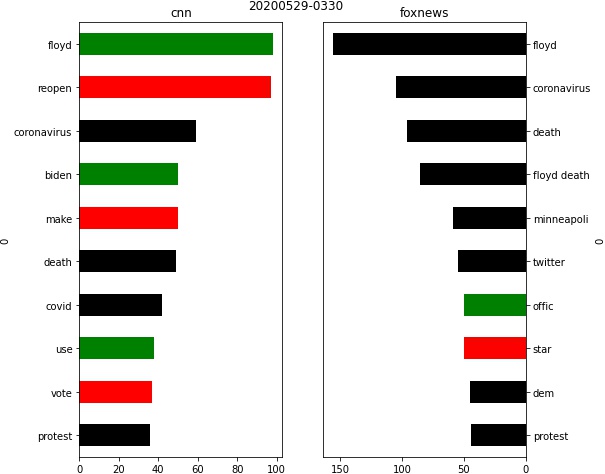 20200529-0330
cnn
foxnews
floyd
reopen
coronavirus
biden
make
death
covid
use
vote
protest
0
0 20 40 60 80 100
floyd
coronavirus
death
floyd death
minneapoli
twitter
offic
star
dem
protest
0
150 100 50 0